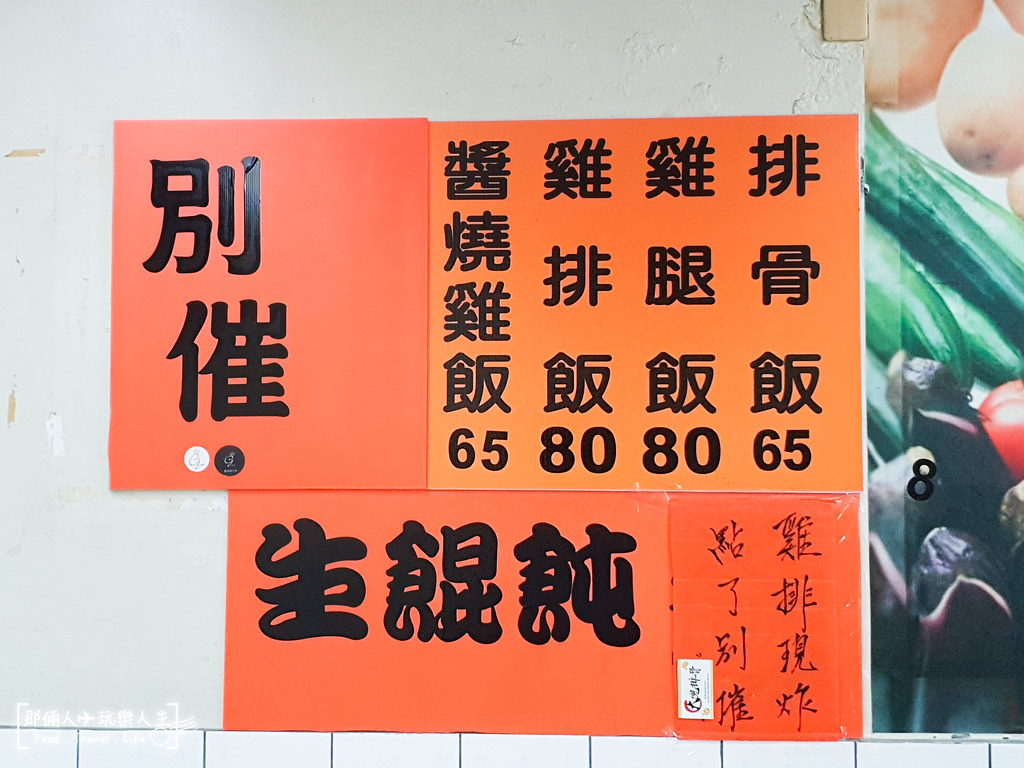 別
催
排骨飯 65
雞腿飯 80
雞排飯 80
醬燒雞飯 65
生餛飩
雞排現炸
點了別摧
8
那倆人玩樂人生
Food . Travel . Life